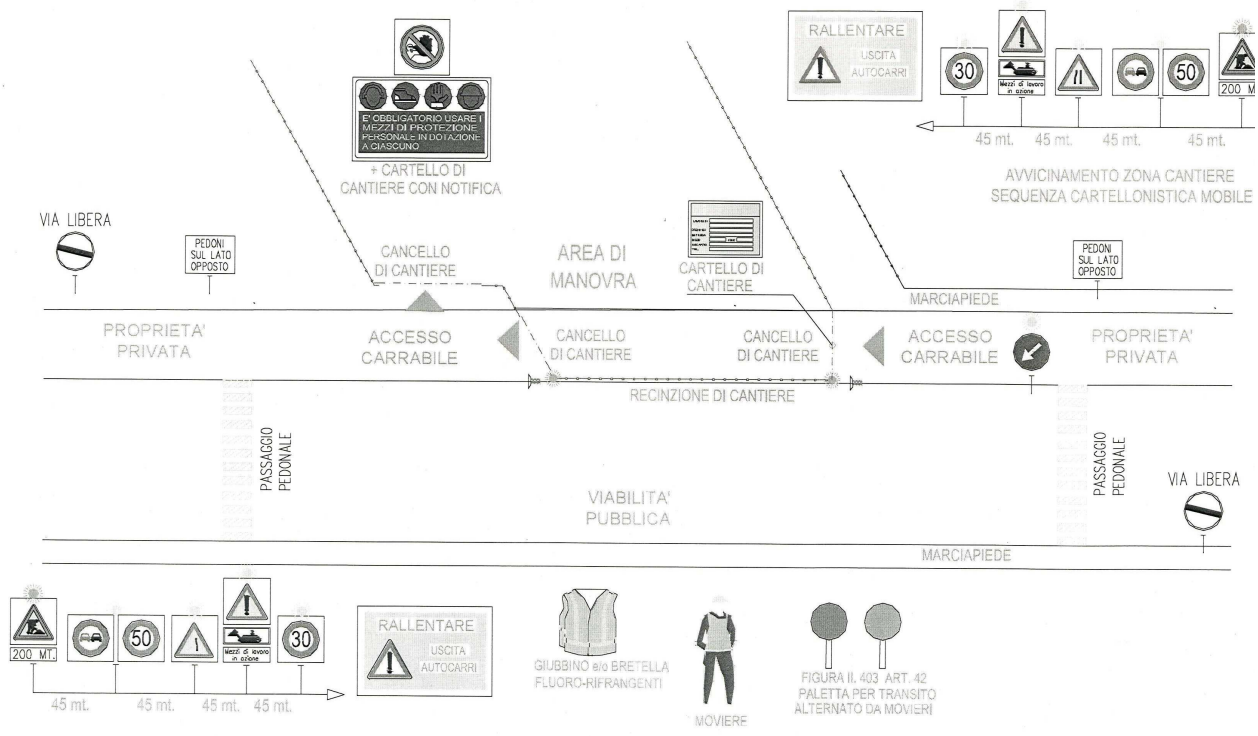 RALLENTARE
USCITA
AUTOCARRI
30
Mezzi di lavoro
in azione
50
200 M
45 mt. 45 mt. 45 mt. 45 mt.
AVVICINAMENTO ZONA CANTIERE
SEQUENZA CARTELLONISTICA MOBILE
E' OBBLIGATORIO USARE I
MEZZI DI PROTEZIONE
PERSONALE IN DOTAZIONE
A CIASCUNO
+ CARTELLO DI
CANTIERE CON NOTIFICA
VIA LIBERA
PEDONI
SUL LATO
OPPOSTO
CANCELLO
DI CANTIERE
AREA DI
MANOVRA
CARTELLO DI
CANTIERE
PEDONI
SUL LATO
OPPOSTO
MARCIAPIEDE
PROPRIETA'
PRIVATA
ACCESSO
CARRABILE
CANCELLO
DI CANTIERE
CANCELLO
DI CANTIERE
ACCESSO
CARRABILE
PROPRIETA'
PRIVATA
RECINZIONE DI CANTIERE
PASSAGGIO
PEDONALE
PASSAGGIO
PEDONALE
VIABILITA'
PUBBLICA
VIA LIBERA
MARCIAPIEDE
200 MT.
50
Mezzi di lavoro
in azione
30
45 mt. 45 mt. 45 mt. 45 mt.
RALLENTARE
USCITA
AUTOCARRI
GIUBBINO e/o BRETELLA
FLUORO-RIFRANGENTI
MOVIERE
FIGURA II. 403 ART. 42
PALETTA PER TRANSITO
ALTERNATO DA MOVIERI